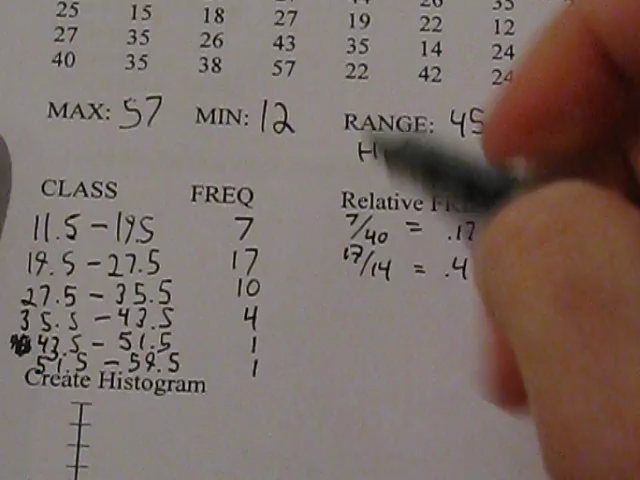 25 15 18 27 19 22 12
27 35 26 43 35 14 24
40 35 38 57 22 42 24
MAX: 57 MIN: 12 RANGE: 45
H
CLASS FREQ Relative
11.5 - 19.5 7 7/40 = .17
19.5 - 27.5 17 17/14 = .4
27.5 - 35.5 10
35.5 - 43.5 4
43.5 - 51.5 1
51.5 - 59.5 1
Create Histogram